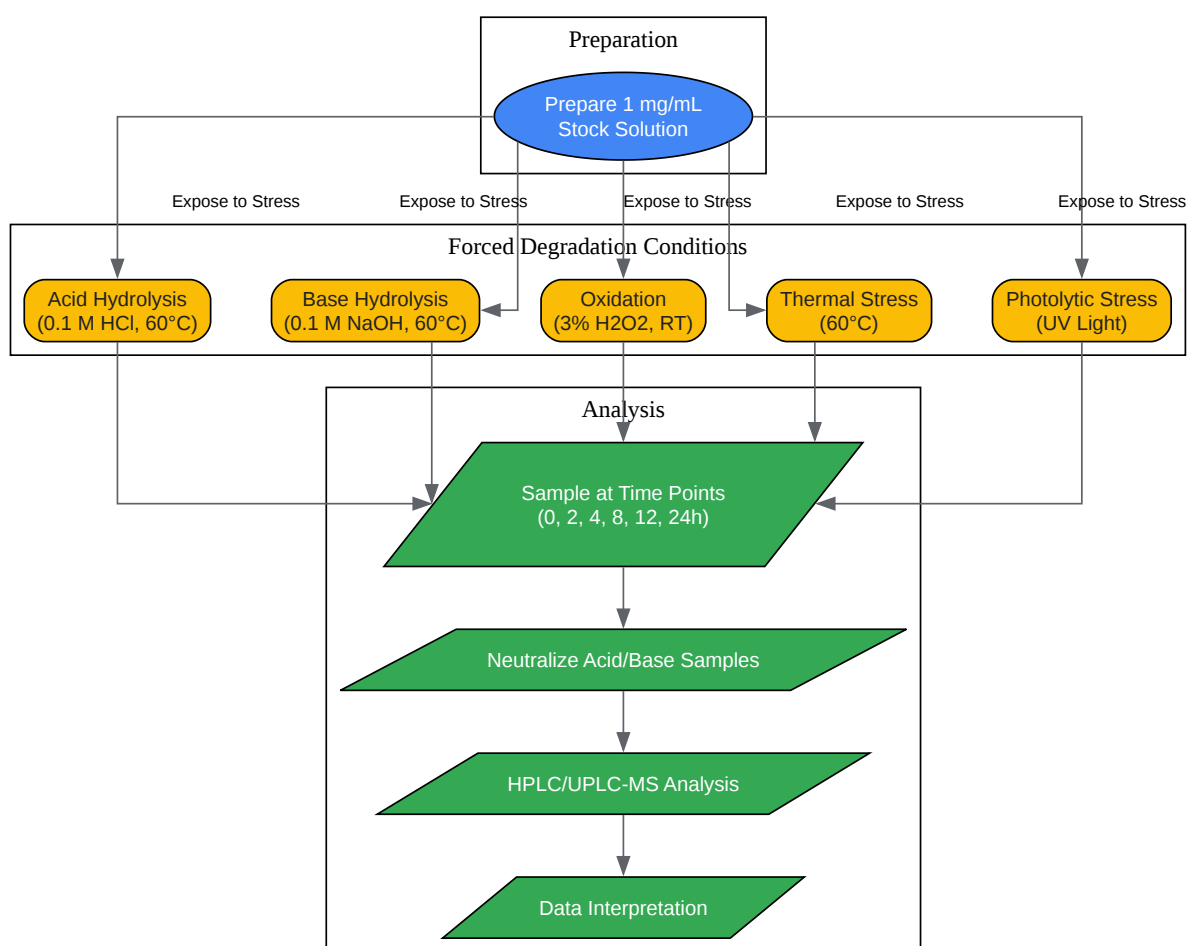 Preparation
Prepare 1 mg/mL
Stock Solution
Expose to Stress
Expose to Stress
Expose to Stress
Expose to Stress
Expose to Stress
Forced Degradation Conditions
Acid Hydrolysis
(0.1 M HCl, 60°C)
Base Hydrolysis
(0.1 M NaOH, 60°C)
Oxidation
(3% H2O2, RT)
Thermal Stress
(60°C)
Photolytic Stress
(UV Light)
Analysis
Sample at Time Points
(0, 2, 4, 8, 12, 24h)
Neutralize Acid/Base Samples
HPLC/UPLC-MS Analysis
Data Interpretation